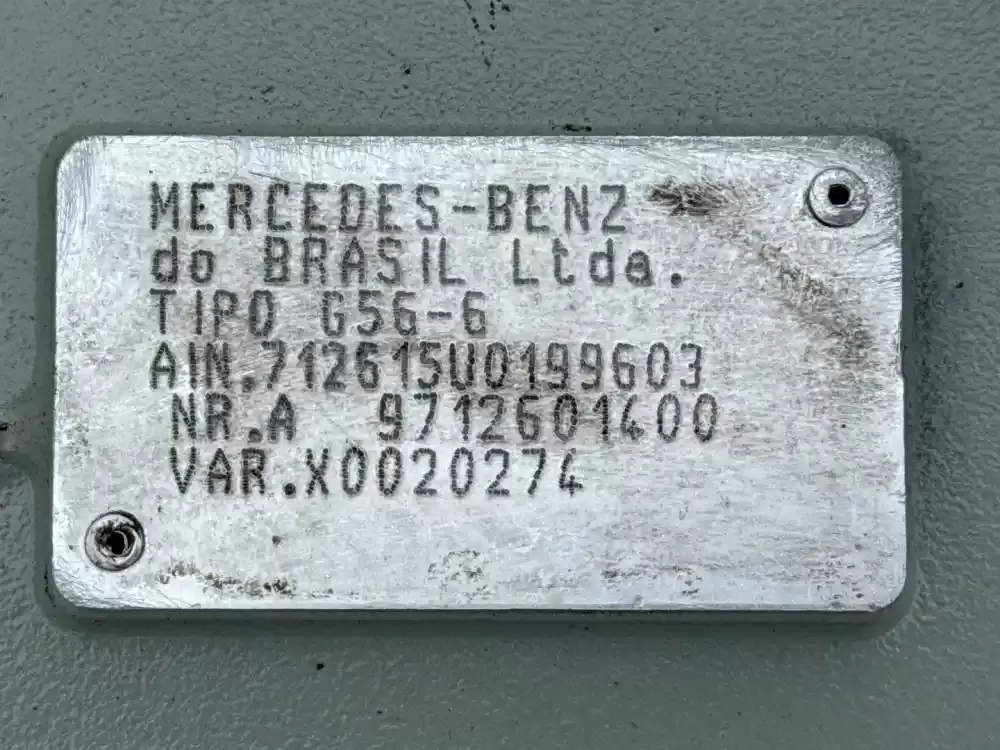 MERCEDES-BENZ
do BRASIL Ltda.
TIPO G56-6
AIN.712615U0199603
NR.A 9712601400
VAR.X0020274